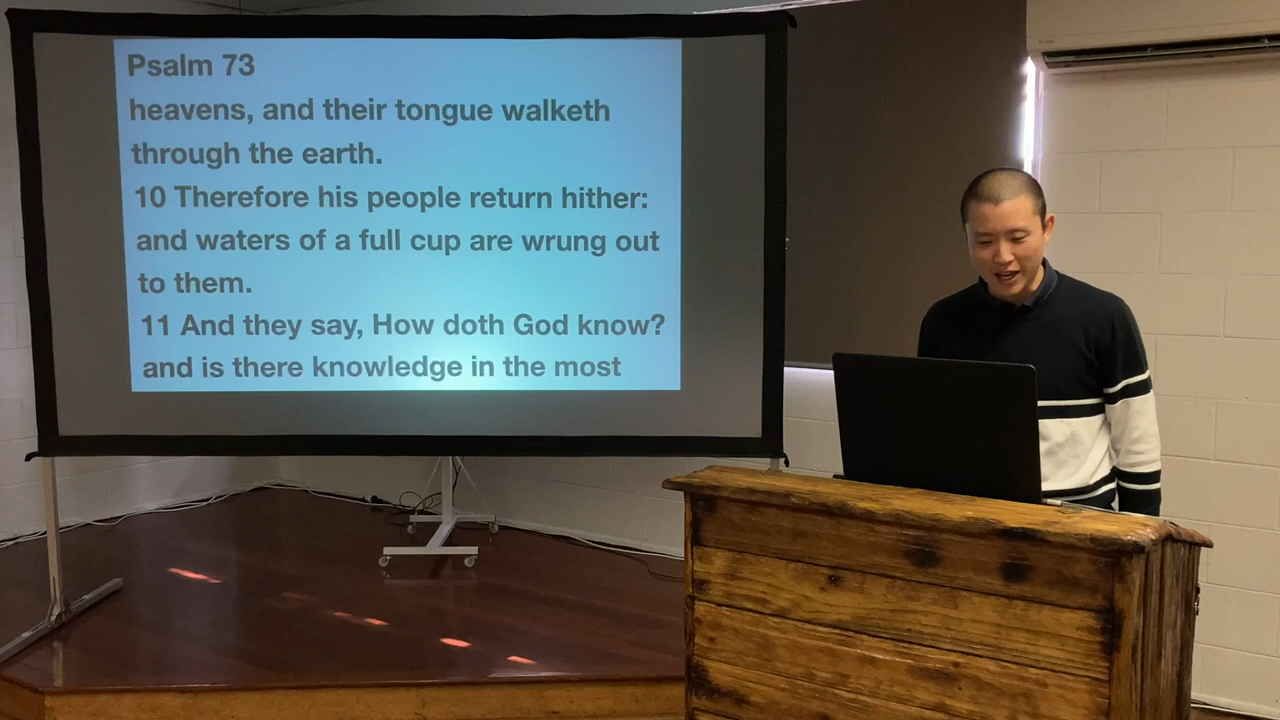 Psalm 73
heavens, and their tongue walketh
through the earth.
10 Therefore his people return hither:
and waters of a full cup are wrung out
to them.
11 And they say, How doth God know?
and is there knowledge in the most